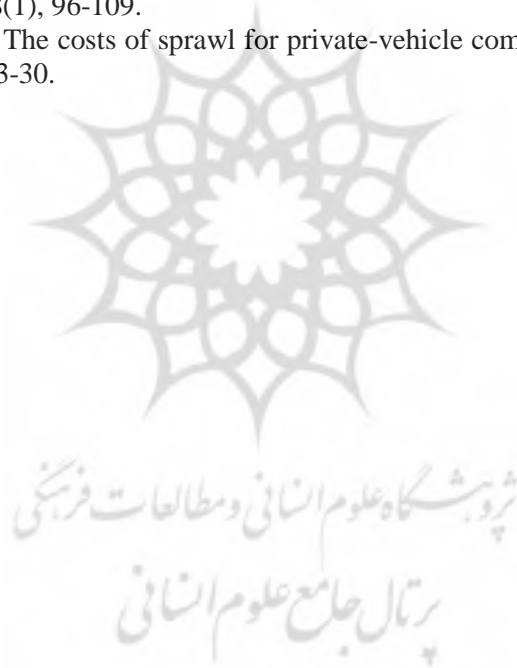 (1), 96-109.
The costs of sprawl for private-vehicle com
3-30.
پژوهشگاه علوم انسانی و مطالعات فرهنگی
پرتال جامع علوم انسانی